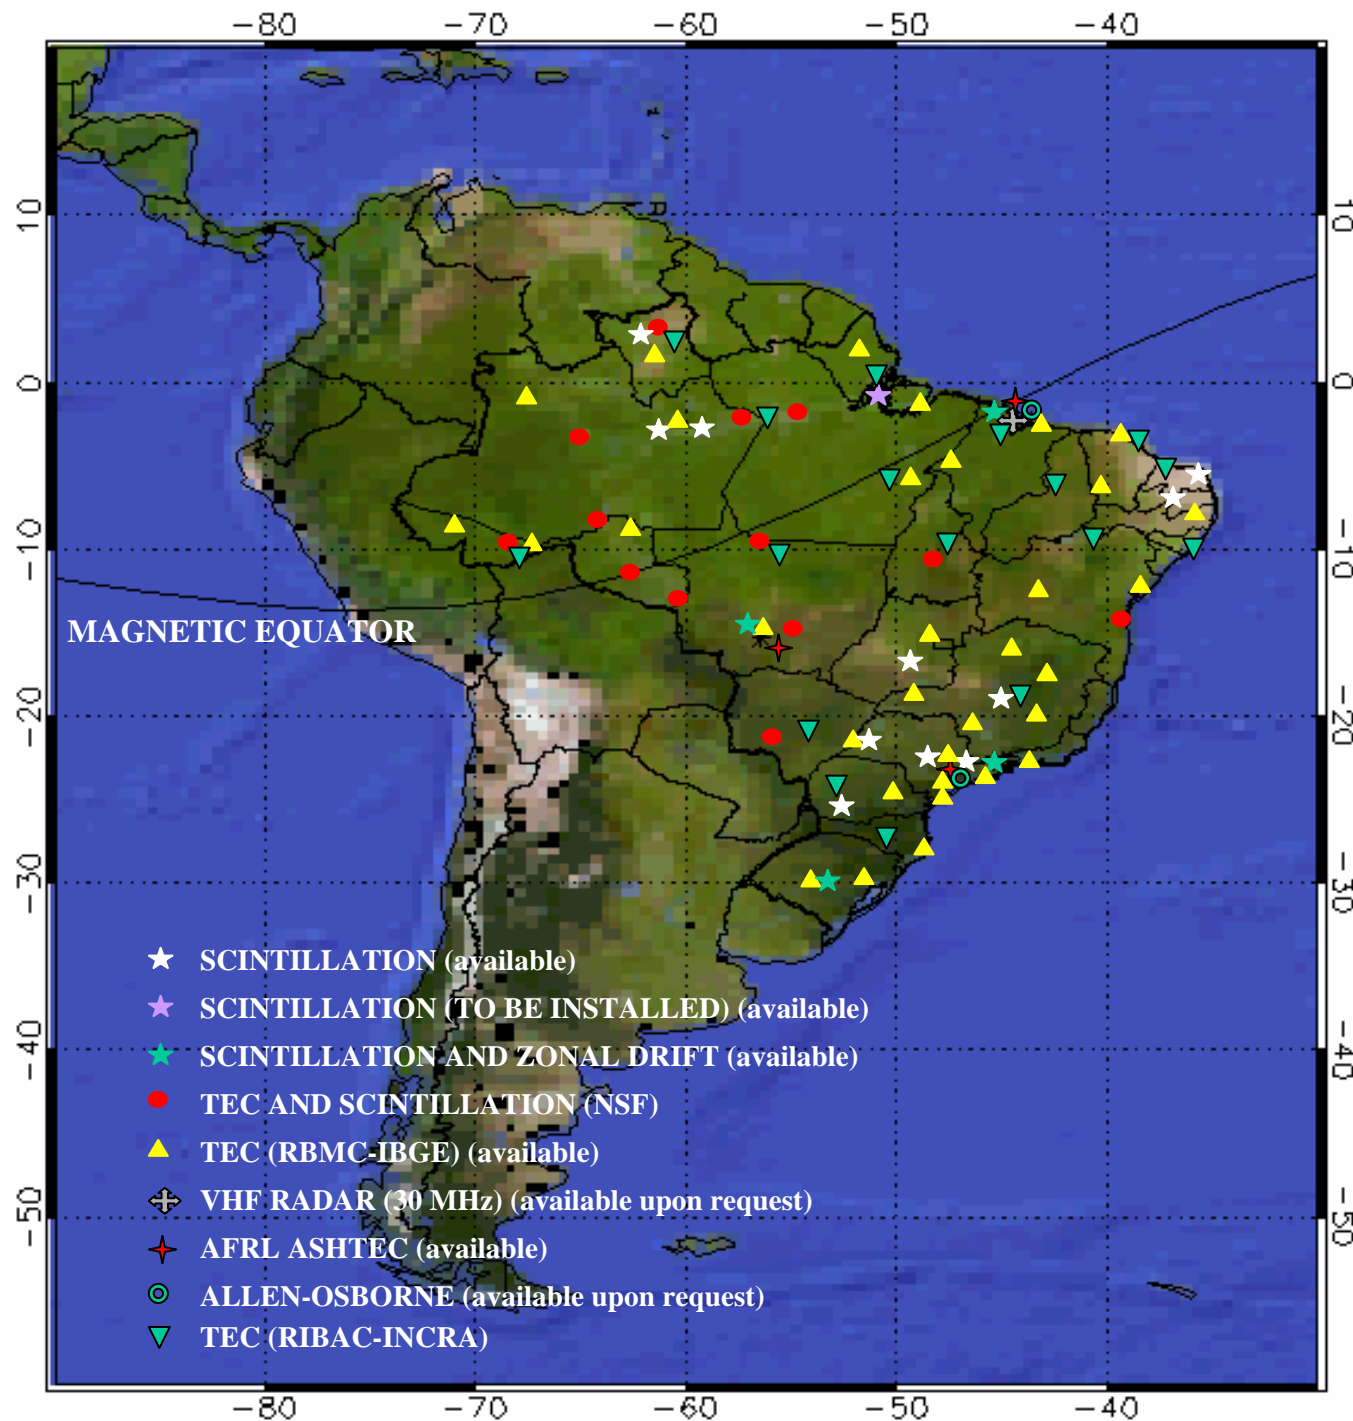 -80 -70 -60 -50 -40
10 10
0 0
-10 -10
MAGNETIC EQUATOR
-20 -20
-30 -30
SCINTILLATION (available)
SCINTILLATION (TO BE INSTALLED) (available)
-40 -40
SCINTILLATION AND ZONAL DRIFT (available)
TEC AND SCINTILLATION (NSF)
TEC (RBMC-IBGE) (available)
VHF RADAR (30 MHz) (available upon request)
-50 -50
AFRL ASHTEC (available)
ALLEN-OSBORNE (available upon request)
TEC (RIBAC-INCRA)
-80 -70 -60 -50 -40